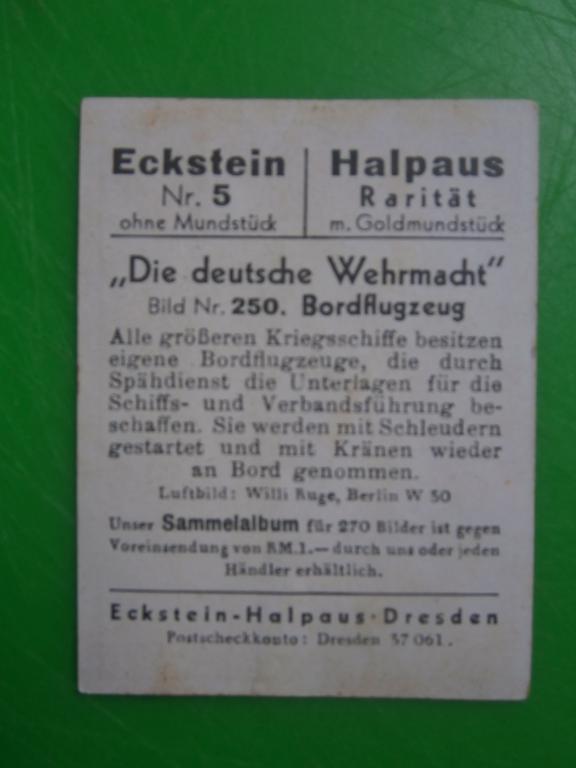 Eckstein
Nr. 5
ohne Mundstück
Halpaus
Rarität
m. Goldmundstück
„Die deutsche Wehrmacht"
Bild Nr. 250. Bordflugzeug
Alle größeren Kriegsschiffe besitzen
eigene Bordflugzeuge, die durch
Spähdienst die Unterlagen für die
Schiffs- und Verbandsführung be-
schaffen. Sie werden mit Schleudern
gestartet und mit Kränen wieder
an Bord genommen.
Luftbild: Willi Ruge, Berlin W 30
Unser Sammelalbum für 270 Bilder ist gegen
Voreinsendung von RM.1.— durch uns oder jeden
Händler erhältlich.
Eckstein-Halpaus·Dresden
Postscheckkonto: Dresden 37 061.